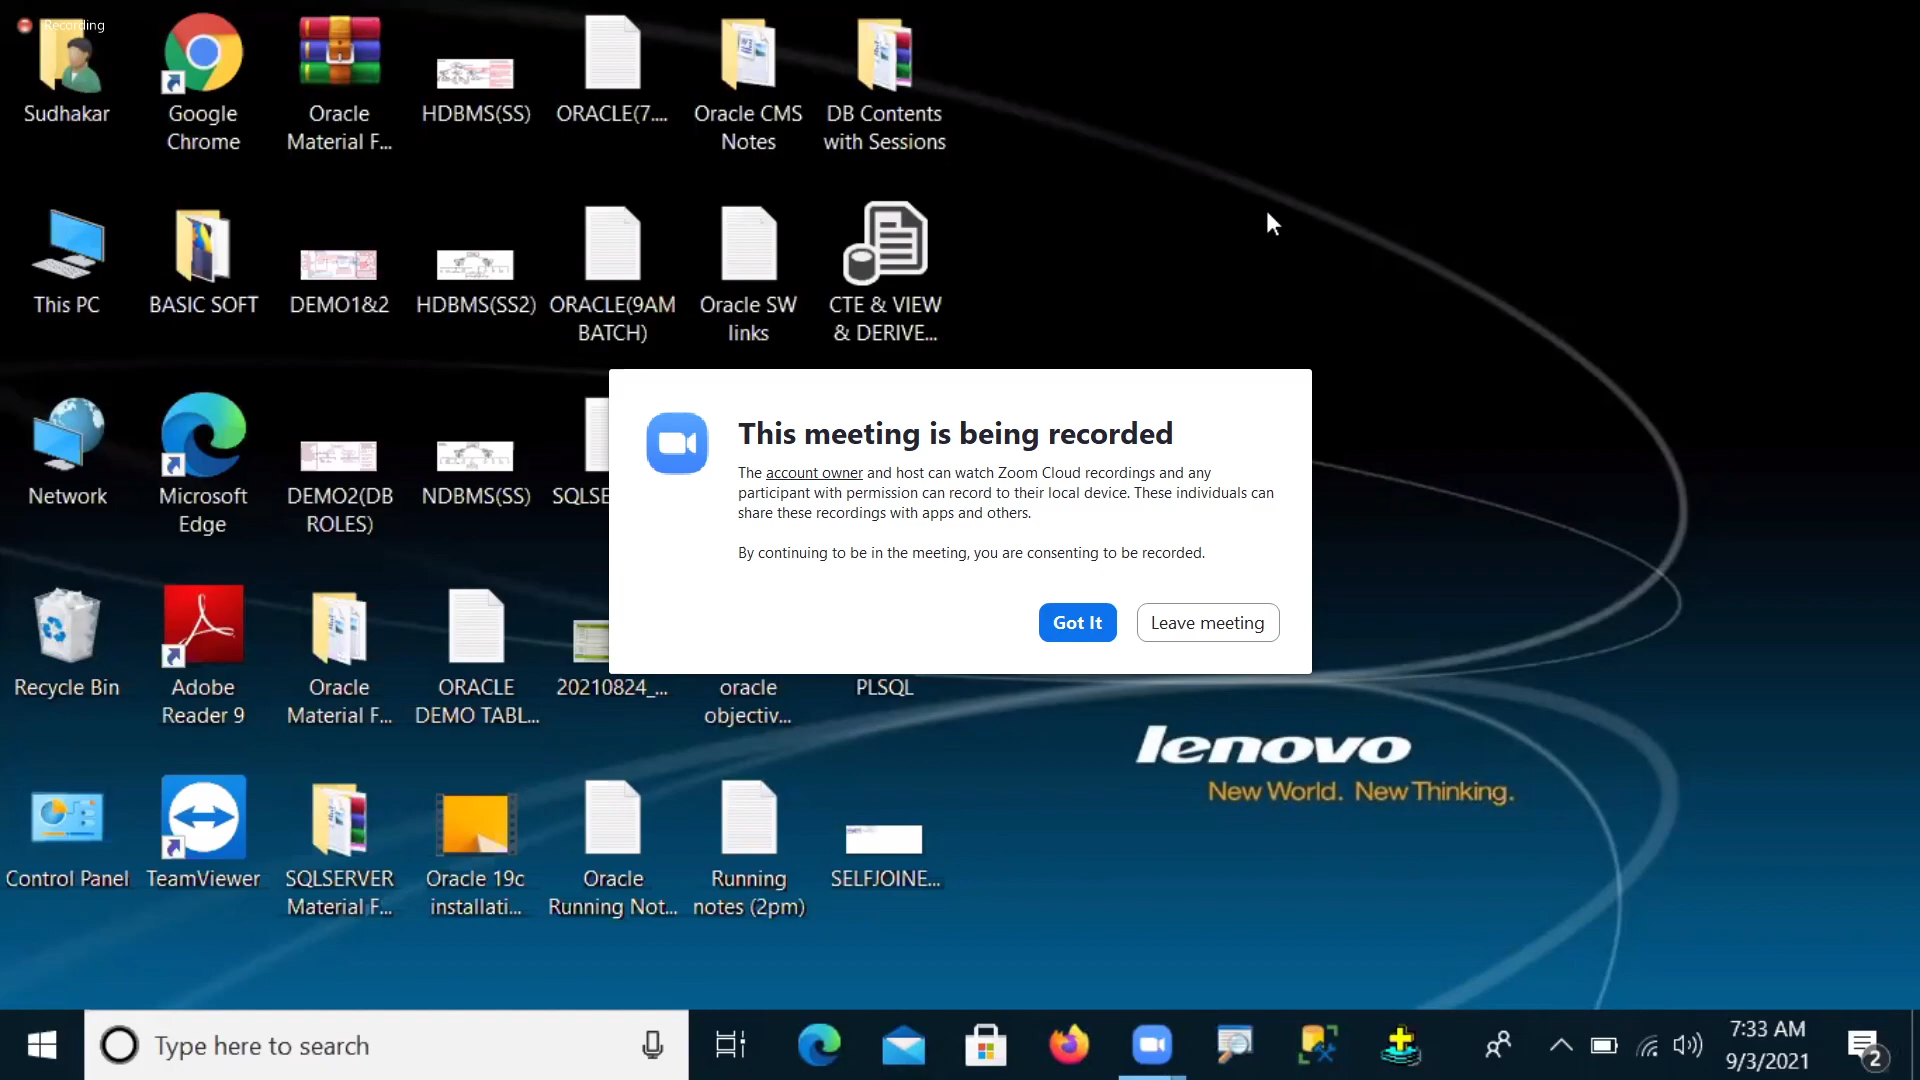 Recording
Sudhakar
Google
Chrome
Oracle
Material F...
HDBMS(SS)
ORACLE(7....
Oracle CMS
Notes
DB Contents
with Sessions
This PC
BASIC SOFT
DEMO1&2
HDBMS(SS2)
ORACLE(9AM
BATCH)
Oracle SW
links
CTE & VIEW
& DERIVE...
Network
Microsoft
Edge
DEMO2(DB
ROLES)
NDBMS(SS)
SQLSE
This meeting is being recorded
The account owner and host can watch Zoom Cloud recordings and any
participant with permission can record to their local device. These individuals can
share these recordings with apps and others.
By continuing to be in the meeting, you are consenting to be recorded.
Got It
Leave meeting
Recycle Bin
Adobe
Reader 9
Oracle
Material F...
ORACLE
DEMO TABL...
20210824_...
oracle
objectiv...
PLSQL
lenovo
New World. New Thinking.
Control Panel
TeamViewer
SQLSERVER
Material F...
Oracle 19c
installati...
Oracle
Running Not...
Running
notes (2pm)
SELFJOINE...
Type here to search
7:33 AM
9/3/2021
2